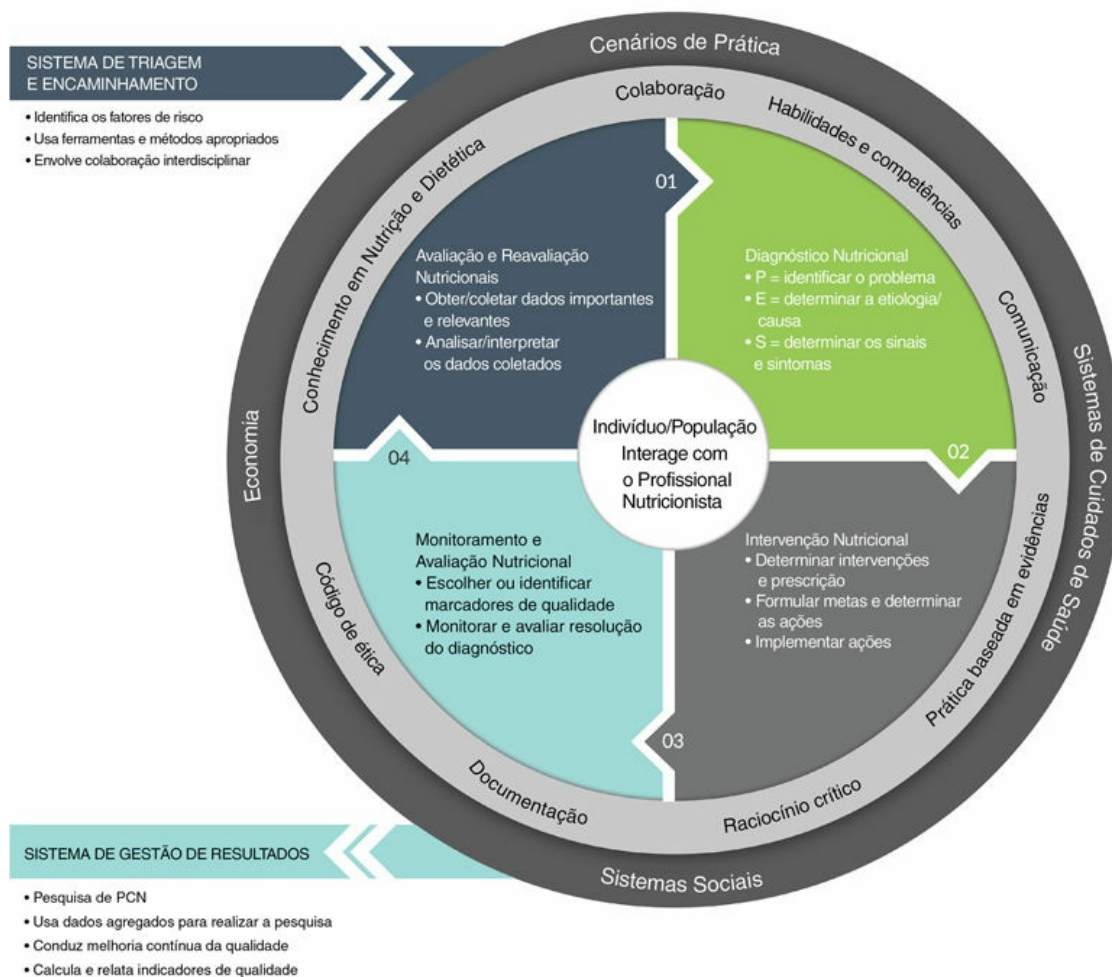 SISTEMA DE TRIAGEM
E ENCAMINHAMENTO
• Identifica os fatores de risco
• Usa ferramentas e métodos apropriados
• Envolve colaboração interdisciplinar
Cenários de Prática
Sistemas de Cuidados de Saúde
Sistemas Sociais
Economia
Colaboração
Habilidades e competências
Comunicação
Prática baseada em evidências
Raciocínio crítico
Documentação
Código de ética
Conhecimento em Nutrição e Dietética
01
Avaliação e Reavaliação
Nutricionais
• Obter/coletar dados importantes
e relevantes
• Analisar/interpretar
os dados coletados
Diagnóstico Nutricional
• P = identificar o problema
• E = determinar a etiologia/
causa
• S = determinar os sinais
e sintomas
02
Indivíduo/População
Interage com
o Profissional
Nutricionista
Intervenção Nutricional
• Determinar intervenções
e prescrição
• Formular metas e determinar
as ações
• Implementar ações
03
04
Monitoramento e
Avaliação Nutricional
• Escolher ou identificar
marcadores de qualidade
• Monitorar e avaliar resolução
do diagnóstico
SISTEMA DE GESTÃO DE RESULTADOS
• Pesquisa de PCN
• Usa dados agregados para realizar a pesquisa
• Conduz melhoria contínua da qualidade
• Calcula e relata indicadores de qualidade